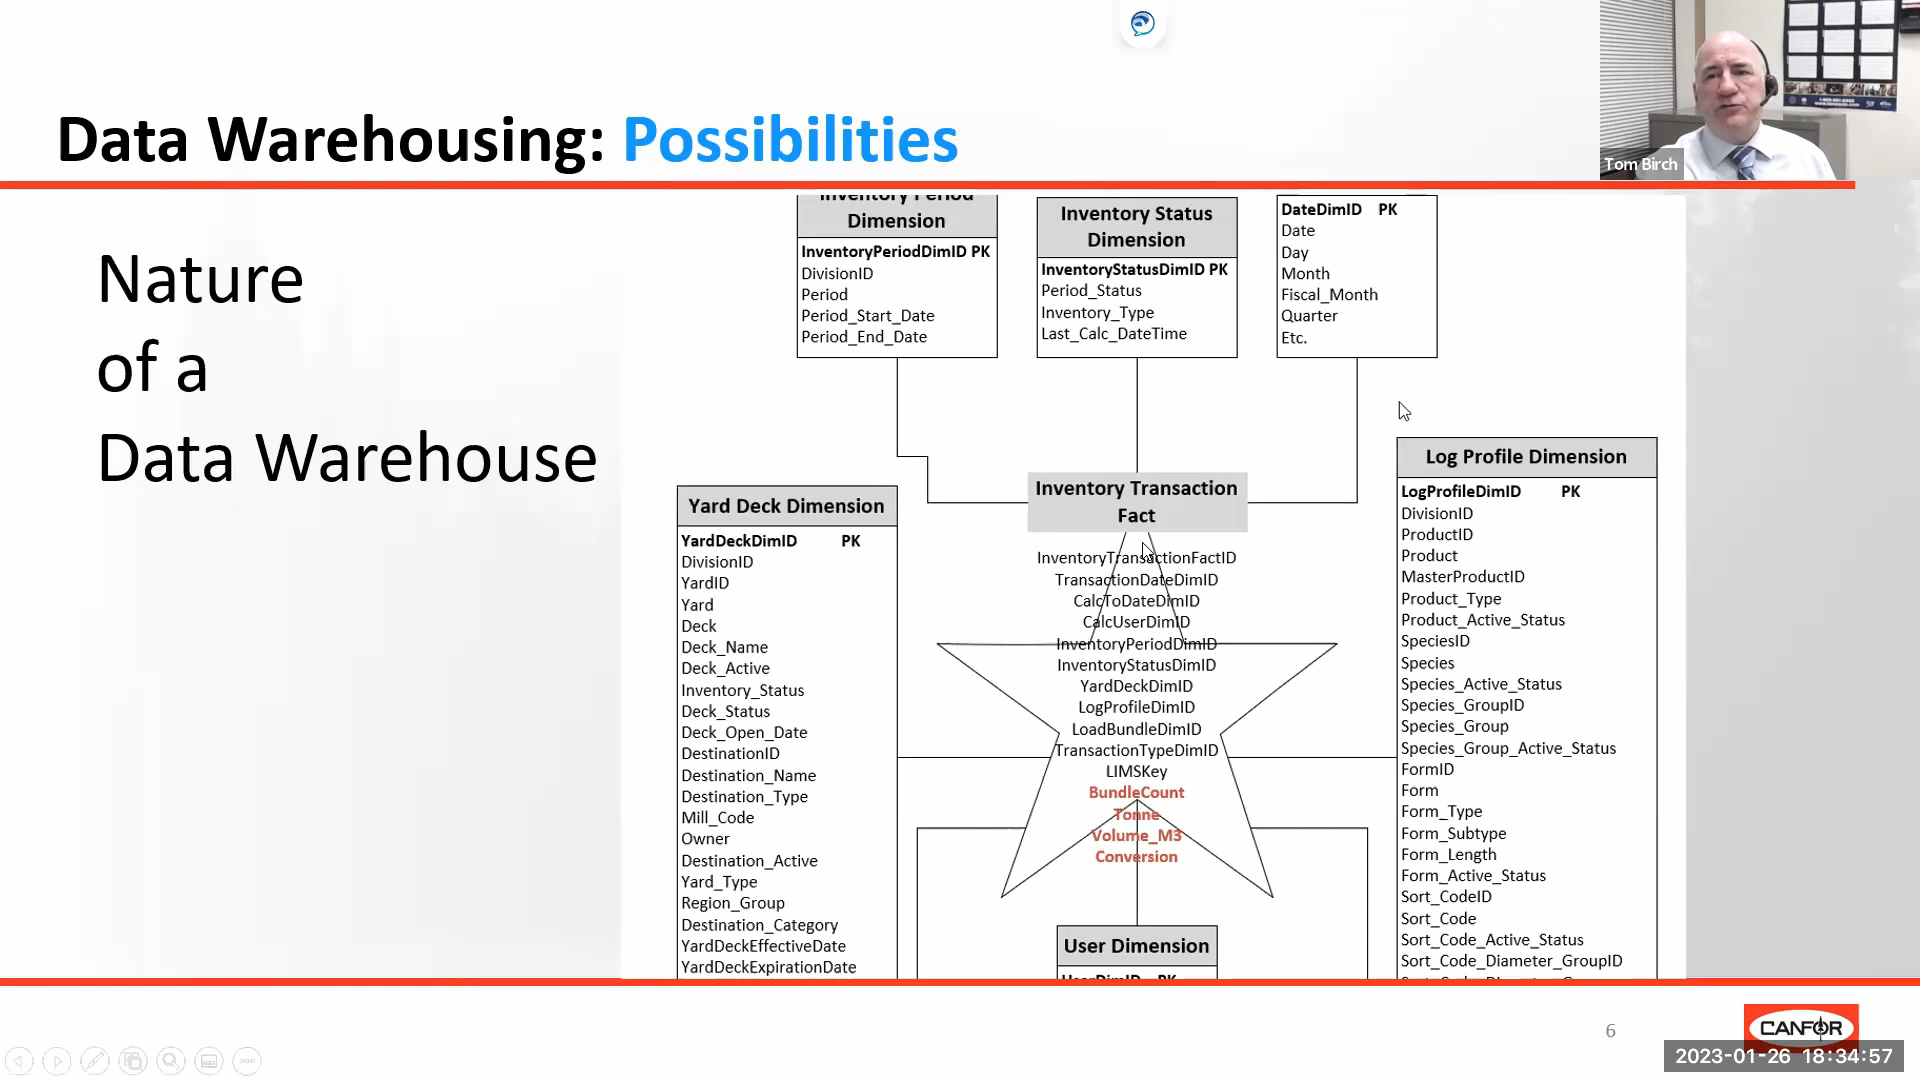 Data Warehousing: Possibilities
Tom Birch
Nature
of a
Data Warehouse
Inventory Period
Dimension
InventoryPeriodDimID PK
DivisionID
Period
Period_Start_Date
Period_End_Date
Inventory Status
Dimension
InventoryStatusDimID PK
Period_Status
Inventory_Type
Last_Calc_DateTime
DateDimID PK
Date
Day
Month
Fiscal_Month
Quarter
Etc.
Yard Deck Dimension
YardDeckDimID PK
DivisionID
YardID
Yard
Deck
Deck_Name
Deck_Active
Inventory_Status
Deck_Status
Deck_Open_Date
DestinationID
Destination_Name
Destination_Type
Mill_Code
Owner
Destination_Active
Yard_Type
Region_Group
Destination_Category
YardDeckEffectiveDate
YardDeckExpirationDate
Inventory Transaction
Fact
InventoryTransactionFactID
TransactionDateDimID
CalcToDateDimID
CalcUserDimID
InventoryPeriodDimID
InventoryStatusDimID
YardDeckDimID
LogProfileDimID
LoadBundleDimID
TransactionTypeDimID
LIMSKey
BundleCount
Tonne
Volume_M3
Conversion
User Dimension
UserDimID PK
Log Profile Dimension
LogProfileDimID PK
DivisionID
ProductID
Product
MasterProductID
Product_Type
Product_Active_Status
SpeciesID
Species
Species_Active_Status
Species_GroupID
Species_Group
Species_Group_Active_Status
FormID
Form
Form_Type
Form_Subtype
Form_Length
Form_Active_Status
Sort_CodeID
Sort_Code
Sort_Code_Active_Status
Sort_Code_Diameter_GroupID
6
CANFOR
2023-01-26 18:34:57